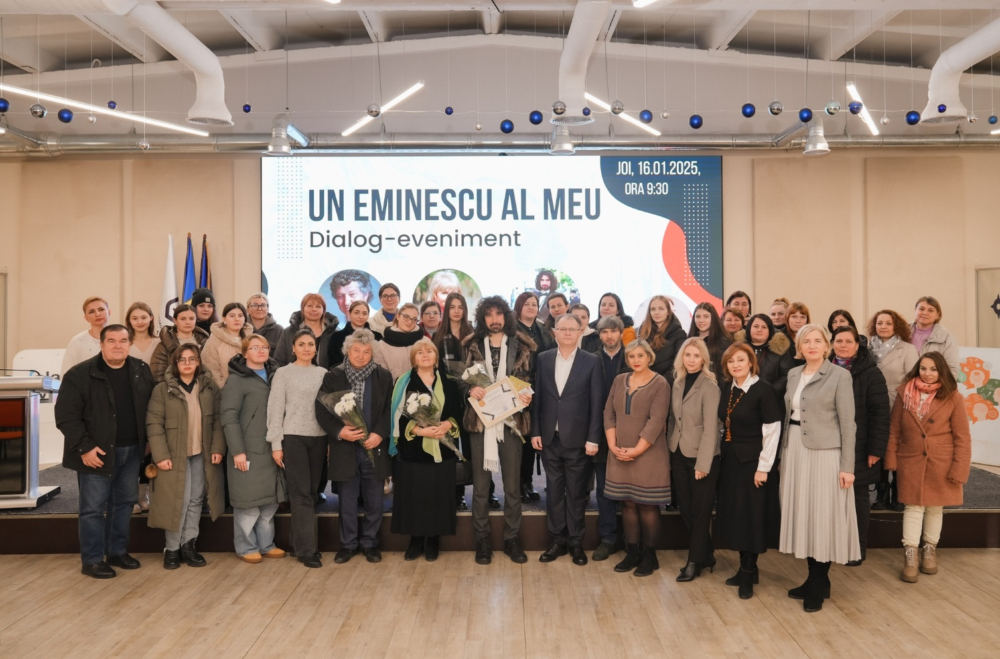 JOI, 16.01.2025,
ORA 9:30
UN EMINESCU AL MEU
Dialog-eveniment